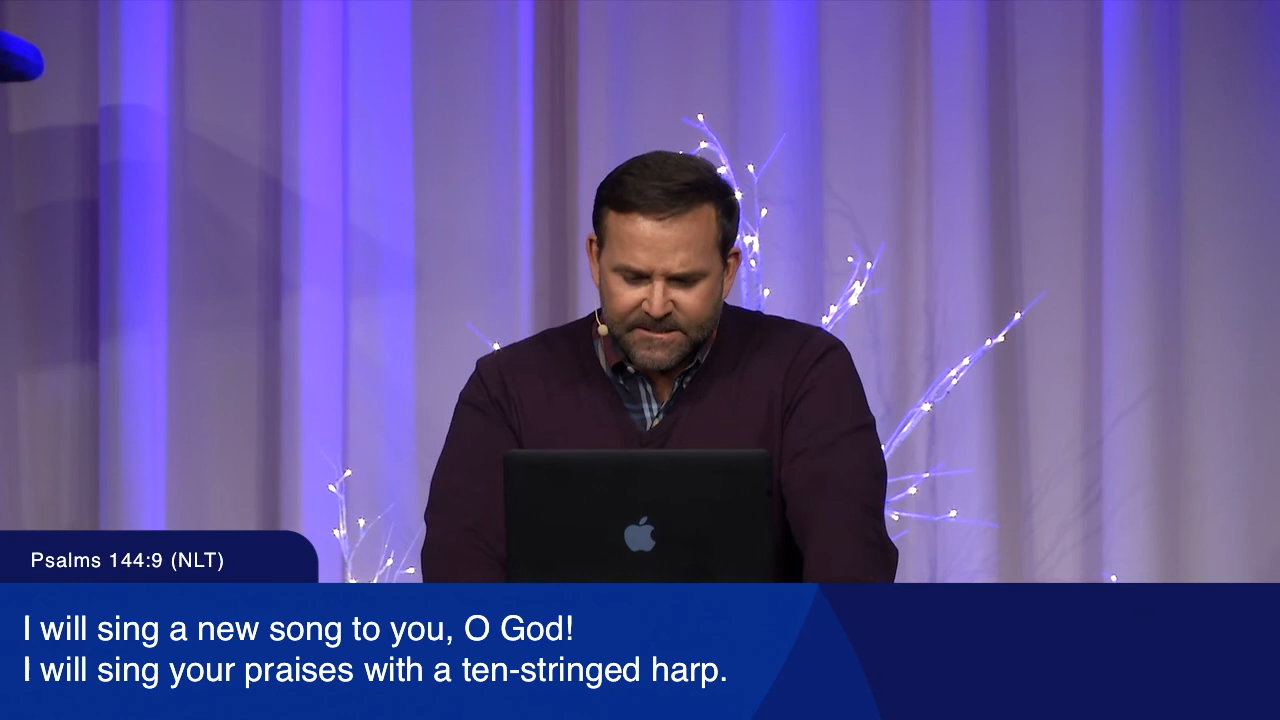 Psalms 144:9 (NLT)
I will sing a new song to you, O God!
I will sing your praises with a ten-stringed harp.